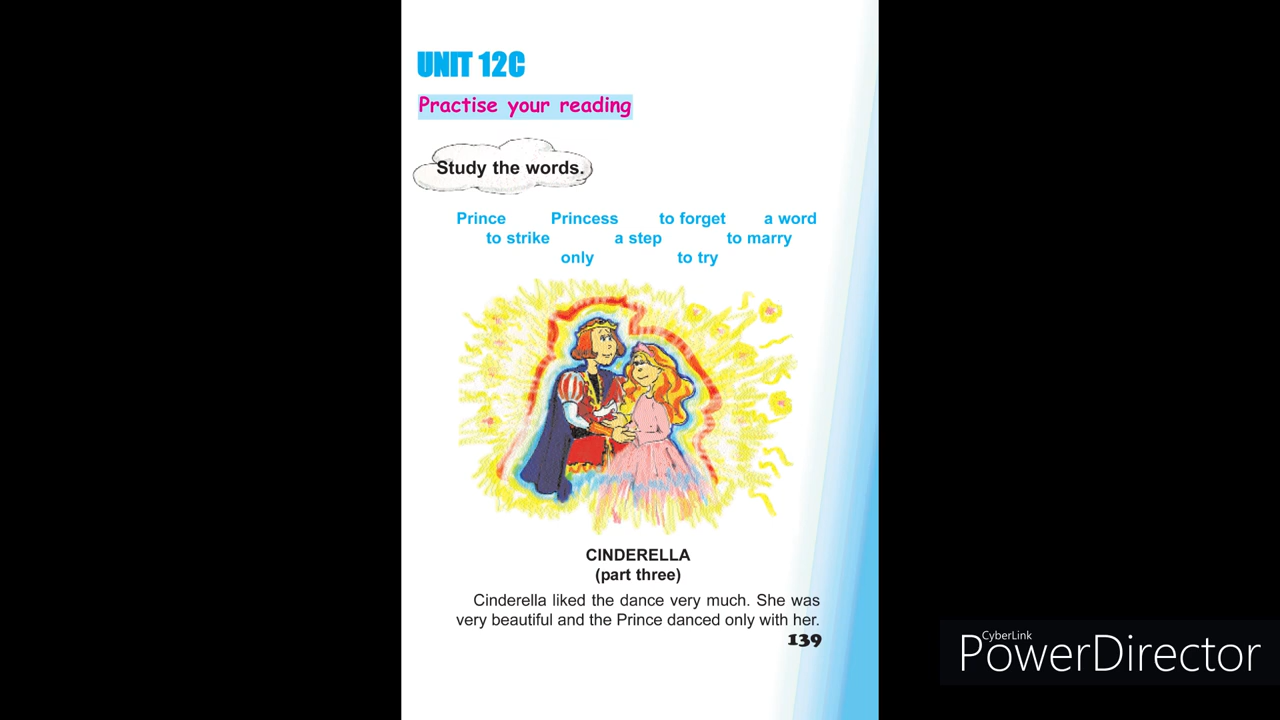 UNIT 12C
Practise your reading
Study the words.
Prince Princess to forget a word
to strike a step to marry
only to try
CINDERELLA
(part three)
Cinderella liked the dance very much. She was
very beautiful and the Prince danced only with her.
139
CyberLink
PowerDirector